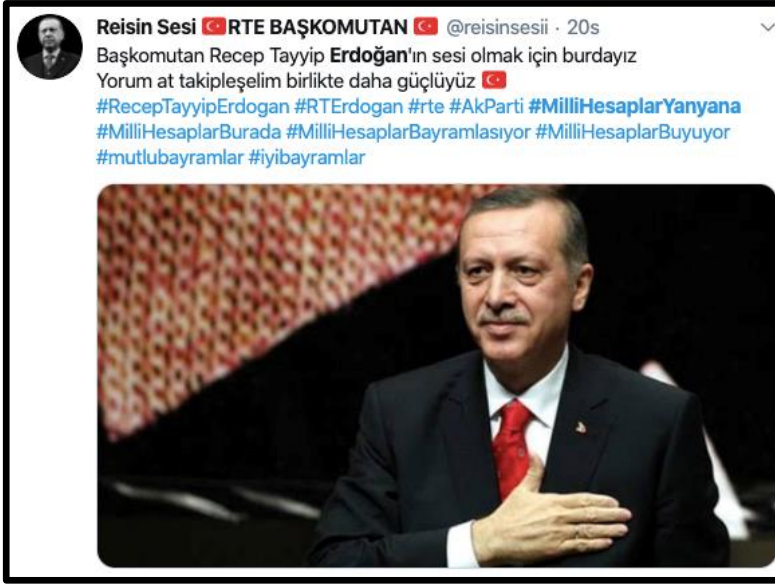 Reisin Sesi 🇹🇷RTE BAŞKOMUTAN 🇹🇷 @reisinsesii · 20s
Başkomutan Recep Tayyip Erdoğan'ın sesi olmak için burdayız
Yorum at takipleşelim birlikte daha güçlüyüz 🇹🇷
#RecepTayyipErdogan #RTErdogan #rte #AkParti #MilliHesaplarYanyana
#MilliHesaplarBurada #MilliHesaplarBayramlasıyor #MilliHesaplarBuyuyor
#mutlubayramlar #iyibayramlar